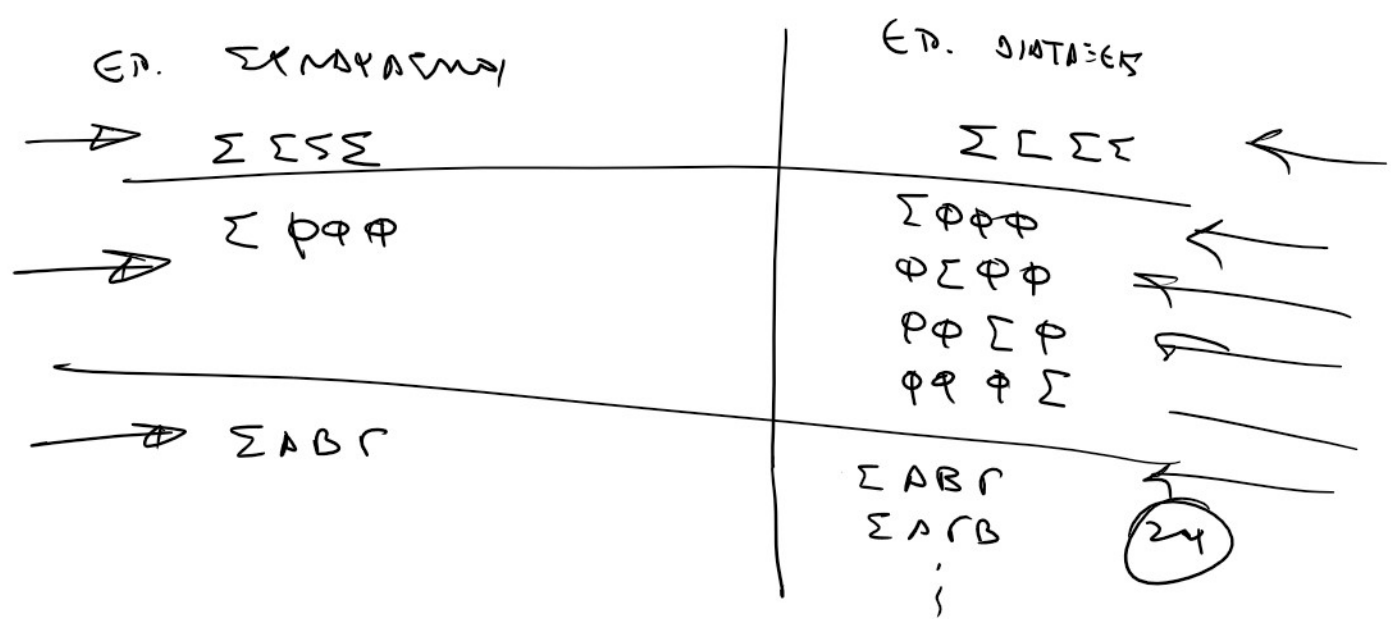 ΕΠ. ΣΥΝΔΥΑΣΜΟΙ
ΣΣΣΣ
ΣΦΦΦ
ΣΑΒΓ
ΕΠ. ΔΙΑΤΑΞΕΙΣ
ΣΣΣΣ
ΣΦΦΦ
ΦΣΦΦ
ΦΦΣΦ
ΦΦΦΣ
ΣΑΒΓ
ΣΑΓΒ
24